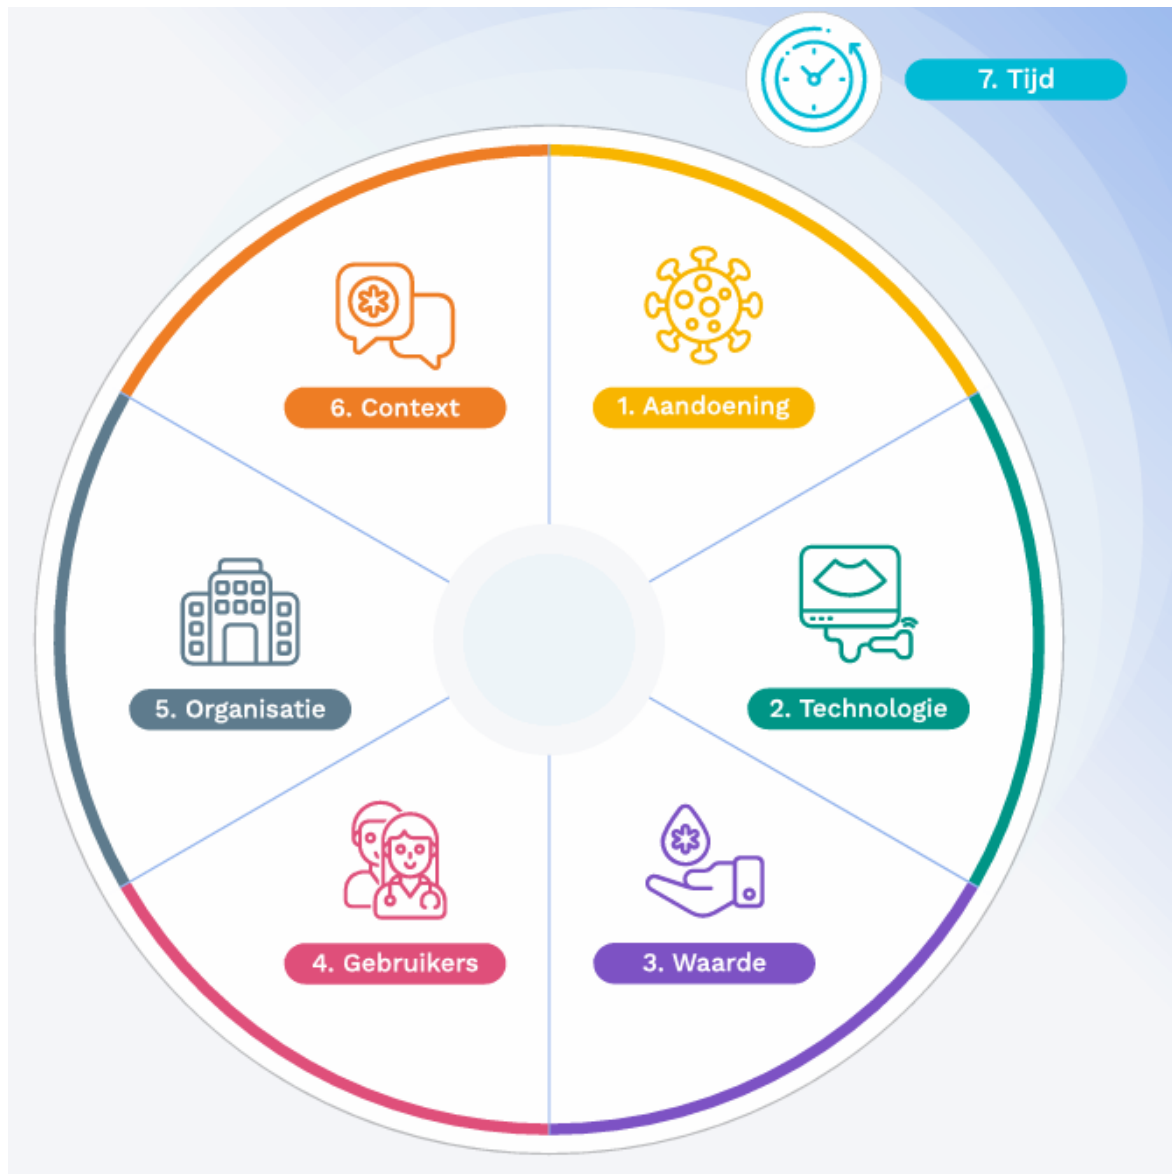 7. Tijd
6. Context
1. Aandoening
5. Organisatie
2. Technologie
4. Gebruikers
3. Waarde